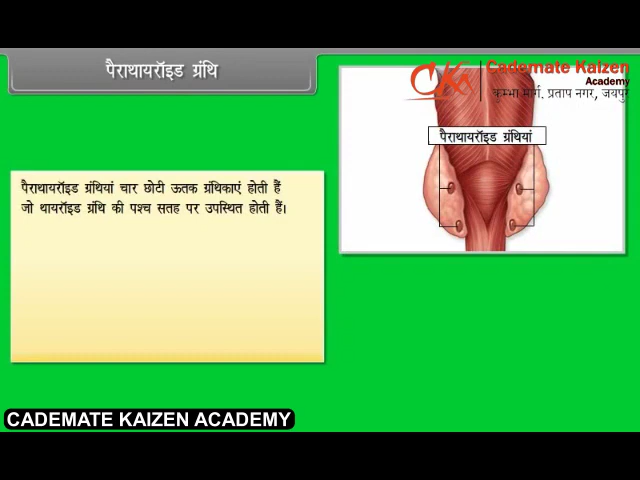 पैराथायरॉइड ग्रंथि
Cademate Kaizen
Academy
कुम्भा मार्ग. प्रताप नगर, जयपुर
CKA
पैराथायरॉइड ग्रंथियां
पैराथायरॉइड ग्रंथियां चार छोटी ऊतक ग्रंथिकाएं होती हैं
जो थायरॉइड ग्रंथि की पश्च सतह पर उपस्थित होती हैं।
CADEMATE KAIZEN ACADEMY